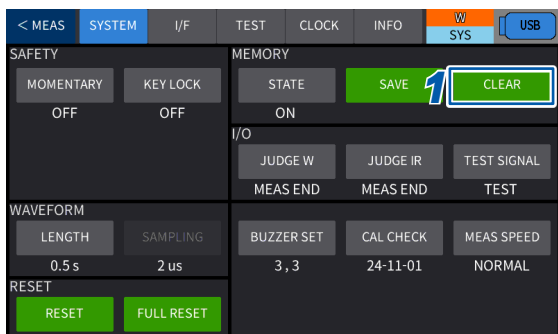 < MEAS SYSTEM I/F TEST CLOCK INFO W SYS USB
SAFETY
MOMENTARY KEY LOCK
OFF OFF
MEMORY
STATE SAVE 1 CLEAR
ON
I/O
JUDGE W JUDGE IR TEST SIGNAL
MEAS END MEAS END TEST
WAVEFORM
LENGTH SAMPLING
0.5 s 2 us
BUZZER SET CAL CHECK MEAS SPEED
3 , 3 24-11-01 NORMAL
RESET
RESET FULL RESET